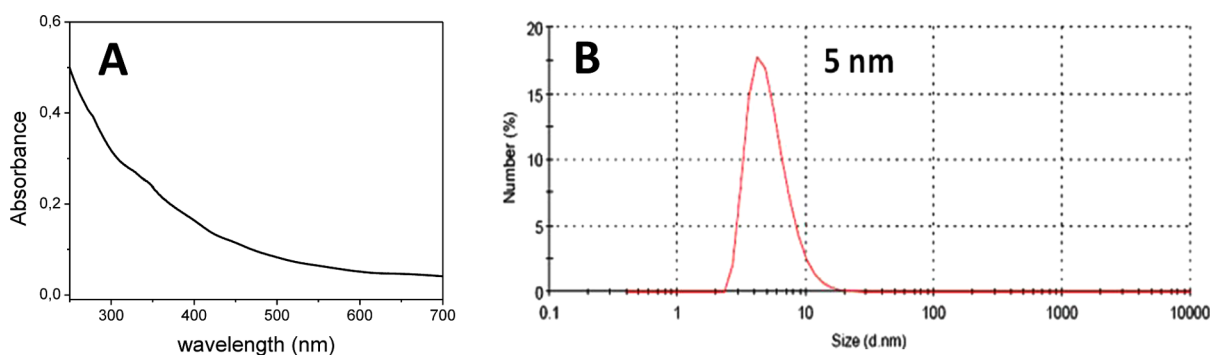 A
Absorbance
0,6
0,4
0,2
0,0
300 400 500 600 700
wavelength (nm)
B
5 nm
Number (%)
20
15
10
5
0
0.1 1 10 100 1000 10000
Size (d.nm)